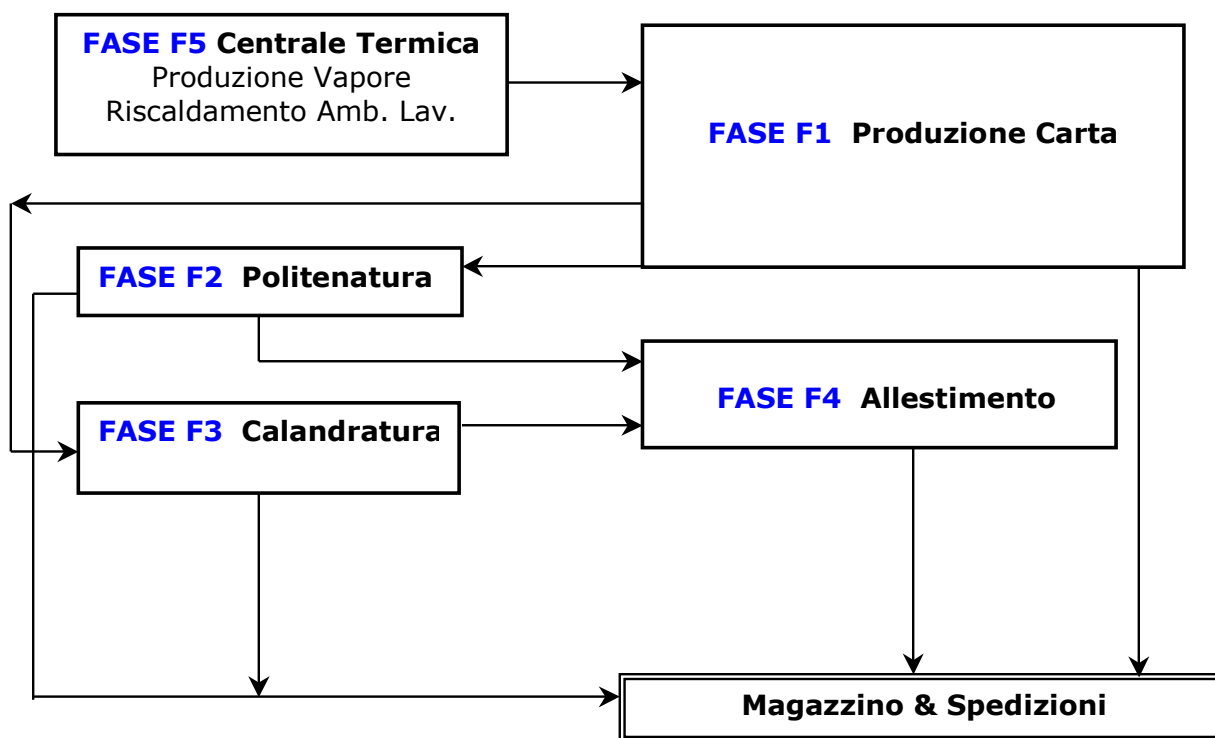 FASE F5 Centrale Termica
Produzione Vapore
Riscaldamento Amb. Lav.
FASE F1 Produzione Carta
FASE F2 Politenatura
FASE F4 Allestimento
FASE F3 Calandratura
Magazzino & Spedizioni